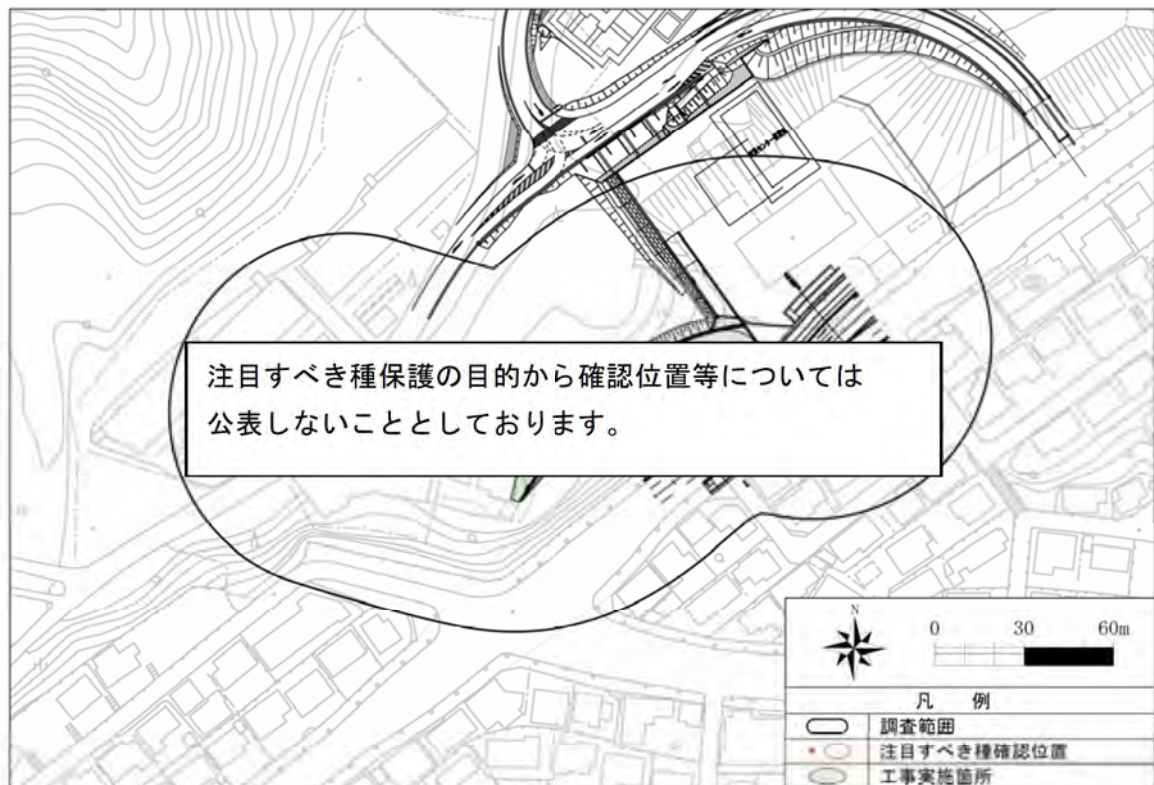 注目すべき種保護の目的から確認位置等については
公表しないこととしております。
N
0 30 60m
凡 例
調査範囲
注目すべき種確認位置
工事実施箇所